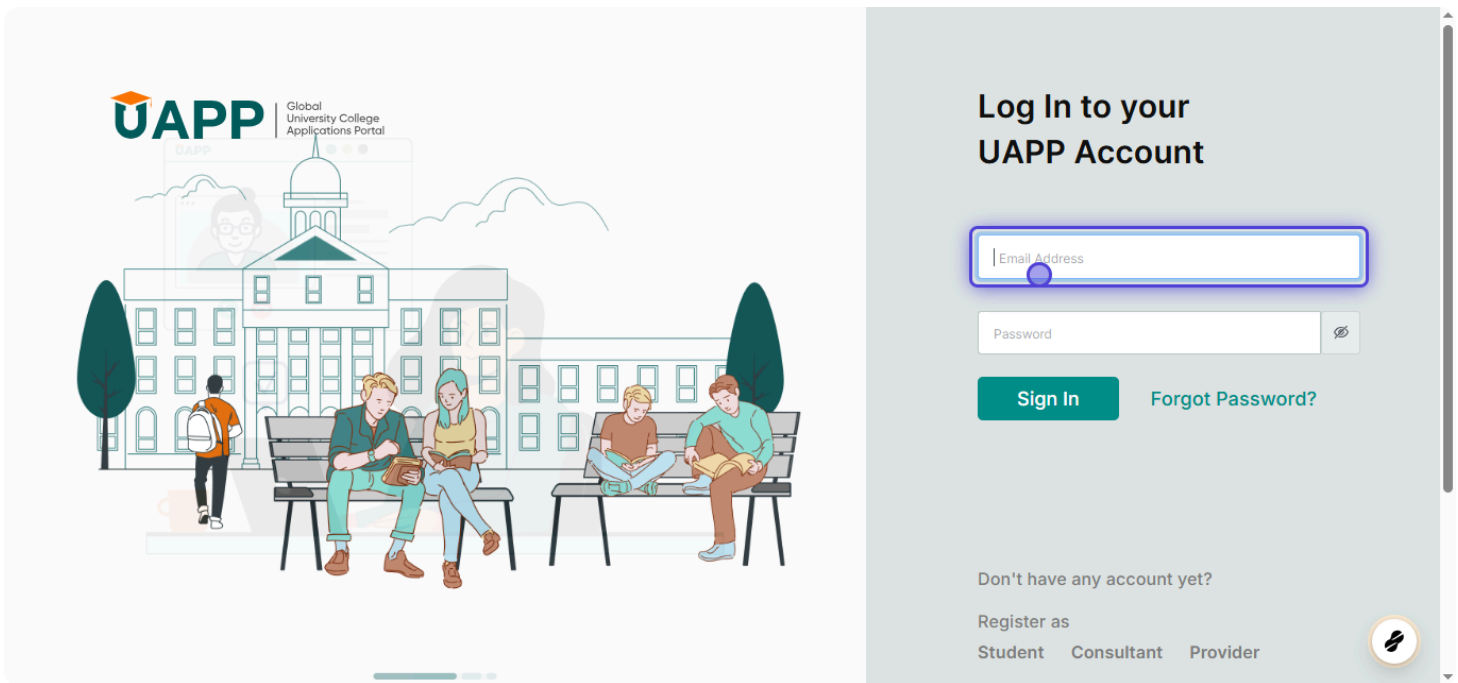 UAPP
Global
University College
Applications Portal
UAPP
Log In to your
UAPP Account
Email Address
Password
Sign In
Forgot Password?
Don't have any account yet?
Register as
Student Consultant Provider